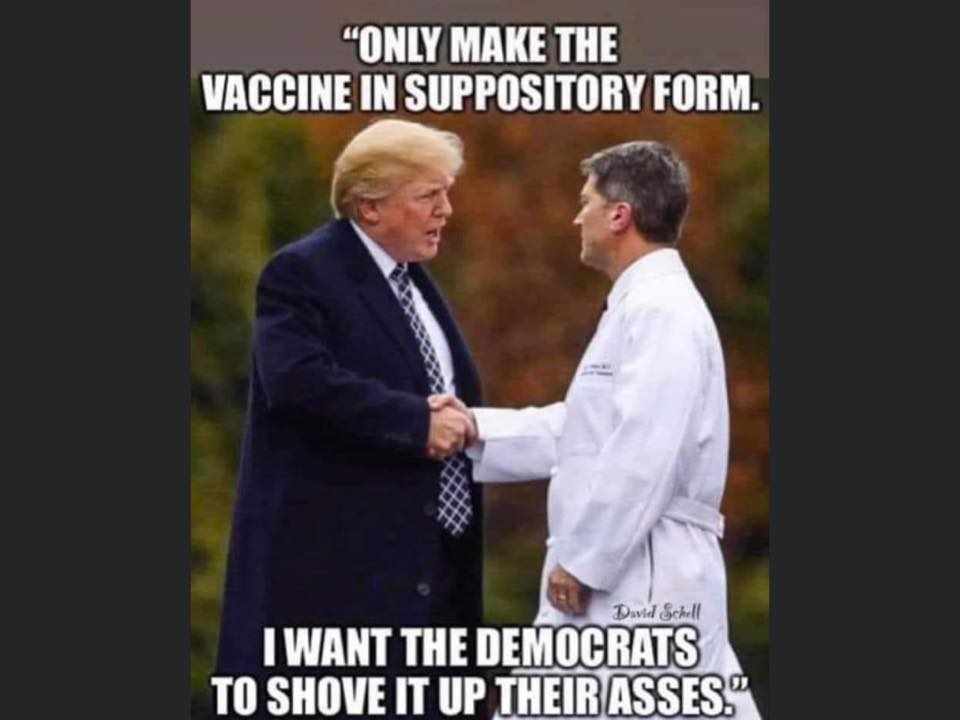 “ONLY MAKE THE
VACCINE IN SUPPOSITORY FORM.
David Schell
I WANT THE DEMOCRATS
TO SHOVE IT UP THEIR ASSES.”